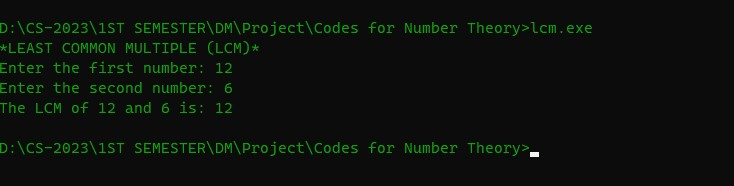 D:\CS-2023\1ST SEMESTER\DM\Project\Codes for Number Theory>lcm.exe
*LEAST COMMON MULTIPLE (LCM)*
Enter the first number: 12
Enter the second number: 6
The LCM of 12 and 6 is: 12
D:\CS-2023\1ST SEMESTER\DM\Project\Codes for Number Theory>